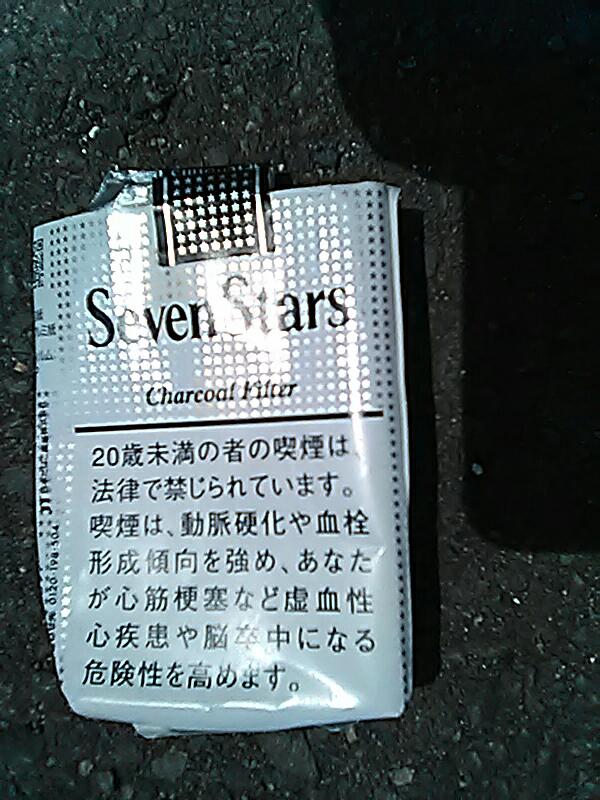 Seven Stars
Charcoal Filter
20歳未満の者の喫煙は、
法律で禁じられています。
喫煙は、動脈硬化や血栓
形成傾向を強め、あなた
が心筋梗塞など虚血性
心疾患や脳卒中になる
危険性を高めます。